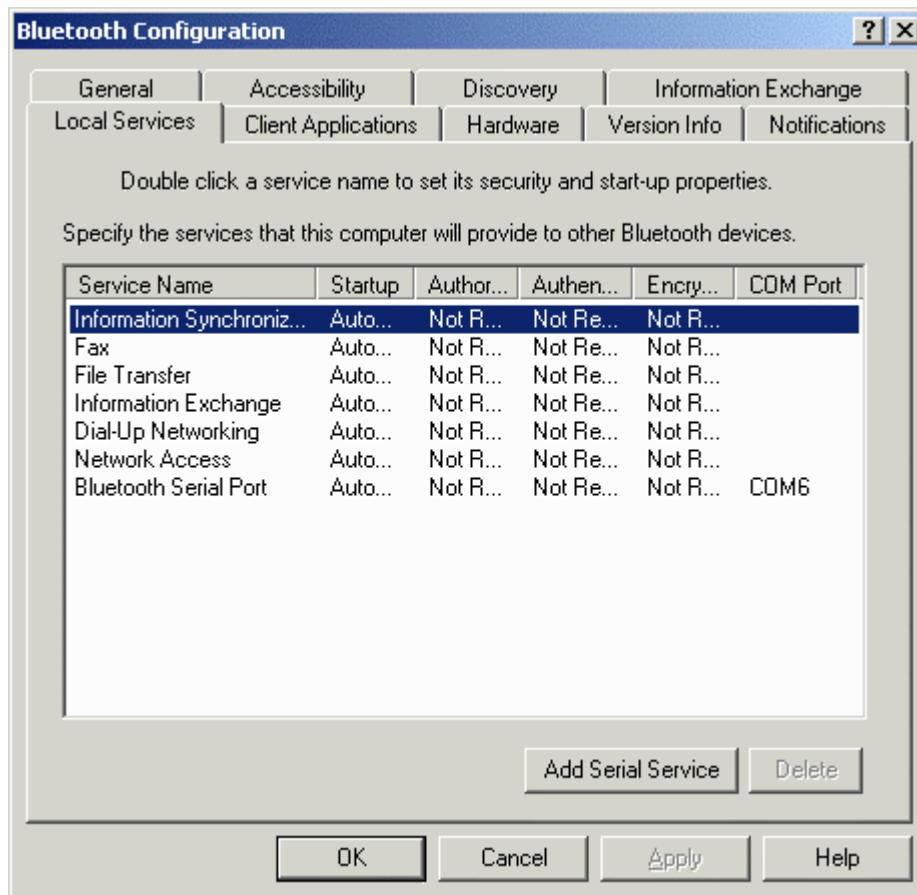 Bluetooth Configuration
General Accessibility Discovery Information Exchange
Local Services Client Applications Hardware Version Info Notifications
Double click a service name to set its security and start-up properties.
Specify the services that this computer will provide to other Bluetooth devices.
Service Name Startup Author... Authen... Encry... COM Port
Information Synchroniz... Auto... Not R... Not Re... Not R...
Fax Auto... Not R... Not Re... Not R...
File Transfer Auto... Not R... Not Re... Not R...
Information Exchange Auto... Not R... Not Re... Not R...
Dial-Up Networking Auto... Not R... Not Re... Not R...
Network Access Auto... Not R... Not Re... Not R...
Bluetooth Serial Port Auto... Not R... Not Re... Not R... COM6
Add Serial Service Delete
OK Cancel Apply Help